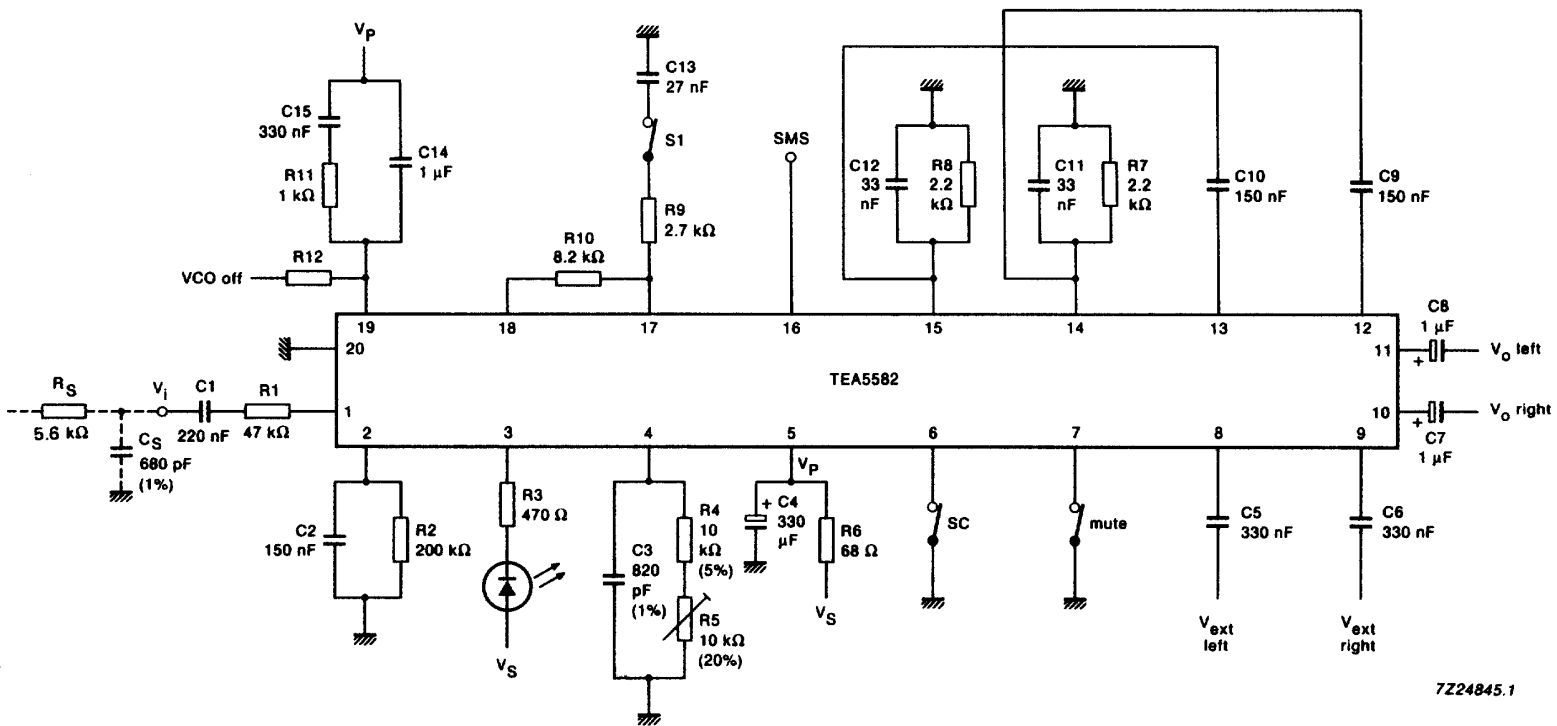 V_P
C15
330 nF
R11
1 kΩ
C14
1 µF
VCO off
R12
C13
27 nF
S1
R9
2.7 kΩ
R10
8.2 kΩ
SMS
C12
33
nF
R8
2.2
kΩ
C11
33
nF
R7
2.2
kΩ
C10
150 nF
C9
150 nF
19
18
17
16
15
14
13
12
20
11
C8
1 µF
+
V_o left
TEA5582
R_S
5.6 kΩ
C_S
680 pF
(1%)
V_i
C1
220 nF
R1
47 kΩ
1
10
+
C7
1 µF
V_o right
2
3
4
5
6
7
8
9
C2
150 nF
R2
200 kΩ
R3
470 Ω
V_S
C3
820
pF
(1%)
R4
10
kΩ
(5%)
R5
10 kΩ
(20%)
V_P
+
C4
330
µF
R6
68 Ω
V_S
SC
mute
C5
330 nF
C6
330 nF
V_ext
left
V_ext
right
7Z24845.1